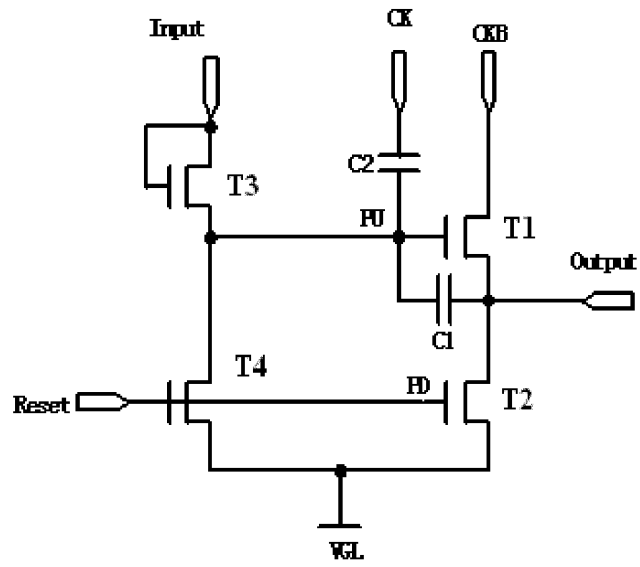 Input
CK
CKB
C2
T3
PU
T1
Output
C1
T4
PD
T2
Reset
VGL